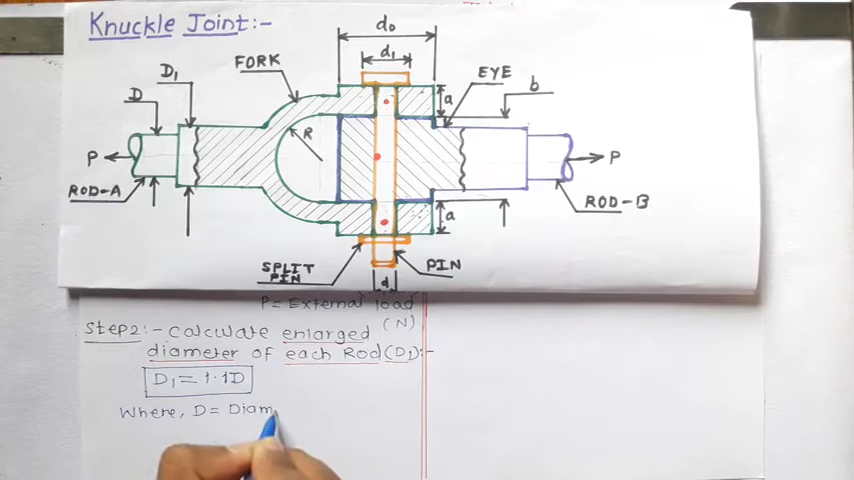 Knuckle Joint:-
do
d1
FORK
D1
EYE
D
b
a
R
P
P
ROD-A
ROD-B
a
SPLIT
PIN
PIN
d
P = External load
(N)
Step2:- Calculate enlarged
diameter of each Rod (D1):-
D1 = 1.1D
Where, D = Diam